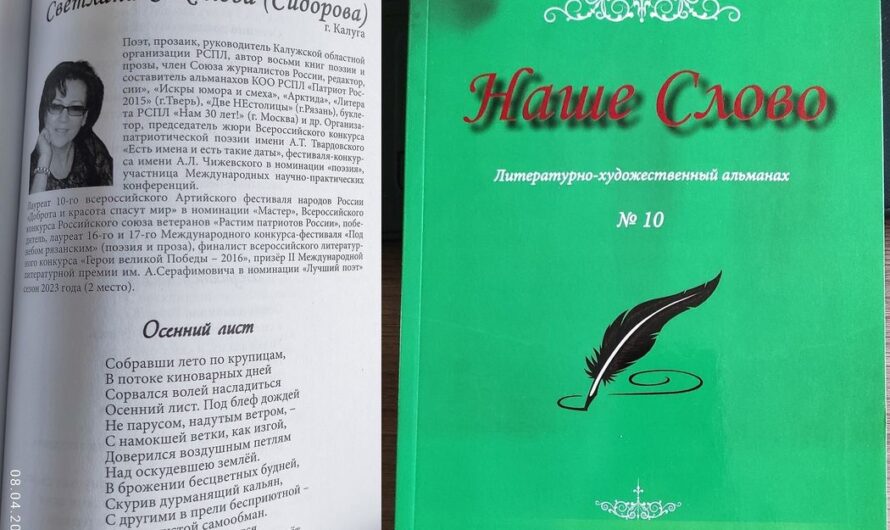 (Сидорова)
г. Калуга
Поэт, прозаик, руководитель Калужской областной
организации РСПЛ, автор восьми книг поэзии и
прозы, член Союза журналистов России, редактор,
составитель альманахов КОО РСПЛ «Патриот Рос-
сии», «Искры юмора и смеха», «Арктида», «Литера
2015» (г.Тверь), «Две НЕстолицы» (г.Рязань), букле-
та РСПЛ «Нам 30 лет!» (г. Москва) и др. Организа-
тор, председатель жюри Всероссийского конкурса
патриотической поэзии имени А.Т. Твардовского
«Есть имена и есть такие даты», фестиваля-конкур-
са имени А.Л. Чижевского в номинации «поэзия»,
участница Международных научно-практических
конференций.
Лауреат 10-го всероссийского Артийского фестиваля народов России
«Доброта и красота спасут мир» в номинации «Мастер», Всероссийского
конкурса Российского союза ветеранов «Растим патриотов России», побе-
дитель, лауреат 16-го и 17-го Международного конкурса-фестиваля «Под
небом рязанским» (поэзия и проза), финалист всероссийского литератур-
ного конкурса «Герои великой Победы – 2016», призёр II Международной
литературной премии им. А.Серафимовича в номинации «Лучший поэт»
сезон 2023 года (2 место).
Осенний лист
Собравши лето по крупицам,
В потоке киноварных дней
Сорвался волей насладиться
Осенний лист. Под блеф дождей
Не парусом, надутым ветром, –
С намокшей ветки, как изгой,
Доверился воздушным петлям
Над оскудевшею землёй.
В брожении бесцветных будней,
Скурив дурманящий кальян,
С другими в прели бесприютной –
самообман.
08.04.20
Наше Слово
Литературно-художественный альманах
№ 10